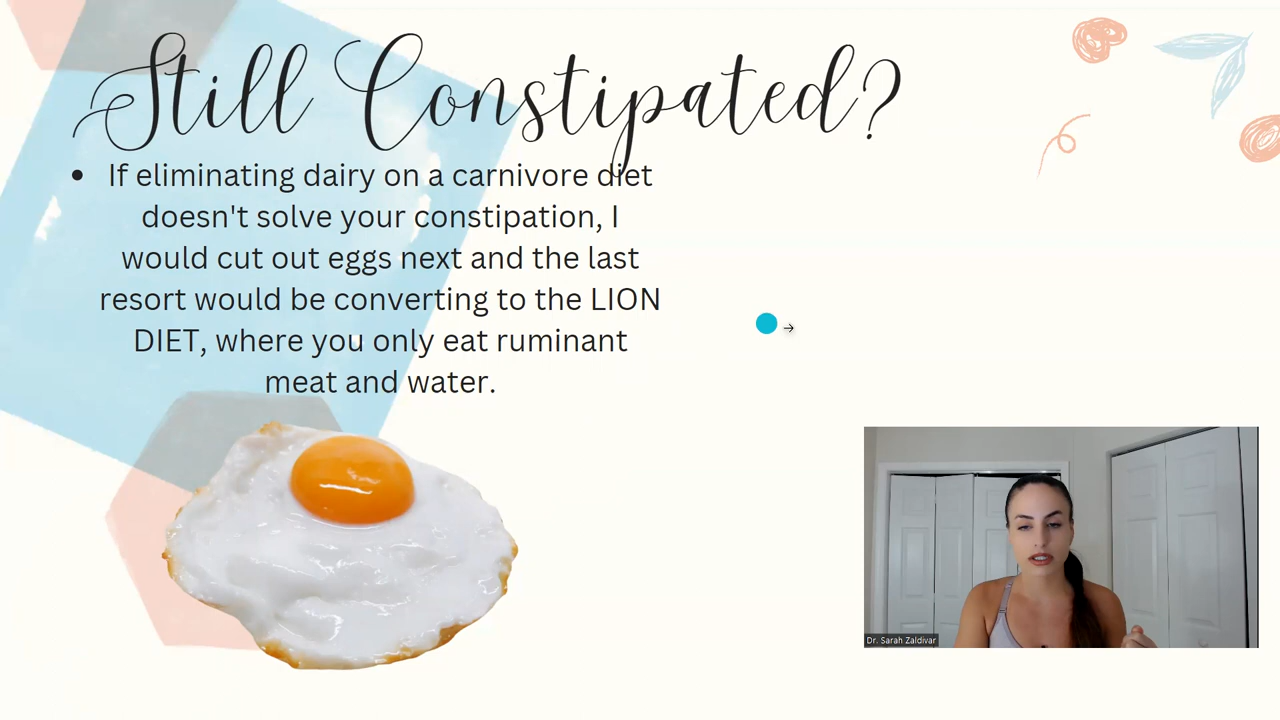 Still Constipated?
• If eliminating dairy on a carnivore diet
doesn't solve your constipation, I
would cut out eggs next and the last
resort would be converting to the LION
DIET, where you only eat ruminant
meat and water.
Dr. Sarah Zaldivar